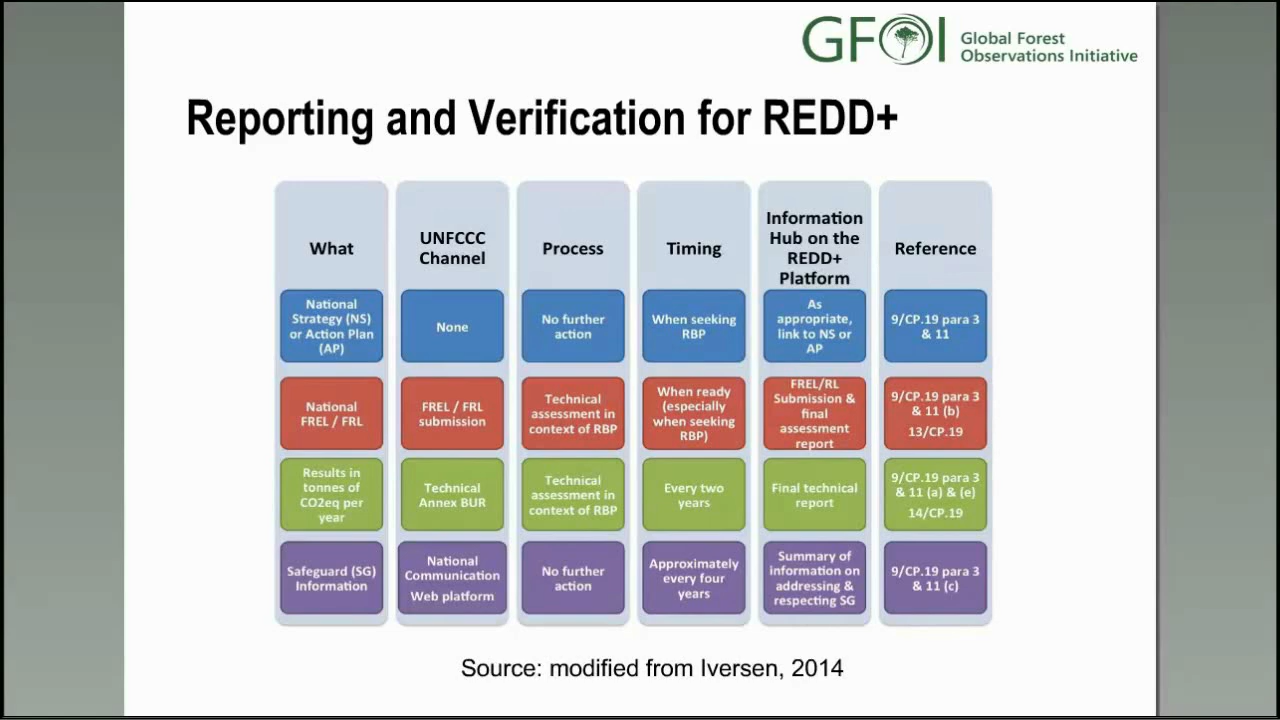 GFOI
Global Forest
Observations Initiative
Reporting and Verification for REDD+
What
UNFCCC
Channel
Process
Timing
Information
Hub on the
REDD+
Platform
Reference
National
Strategy (NS)
or Action Plan
(AP)
None
No further
action
When seeking
RBP
As
appropriate,
link to NS or
AP
9/CP.19 para 3
& 11
National
FREL / FRL
FREL / FRL
submission
Technical
assessment in
context of RBP
When ready
(especially
when seeking
RBP)
FREL/RL
Submission &
final
assessment
report
9/CP.19 para 3
& 11 (b)
13/CP.19
Results in
tonnes of
CO2eq per
year
Technical
Annex BUR
Technical
assessment in
context of RBP
Every two
years
Final technical
report
9/CP.19 para 3
& 11 (a) & (e)
14/CP.19
Safeguard (SG)
Information
National
Communication
Web platform
No further
action
Approximately
every four
years
Summary of
information on
addressing &
respecting SG
9/CP.19 para 3
& 11 (c)
Source: modified from Iversen, 2014